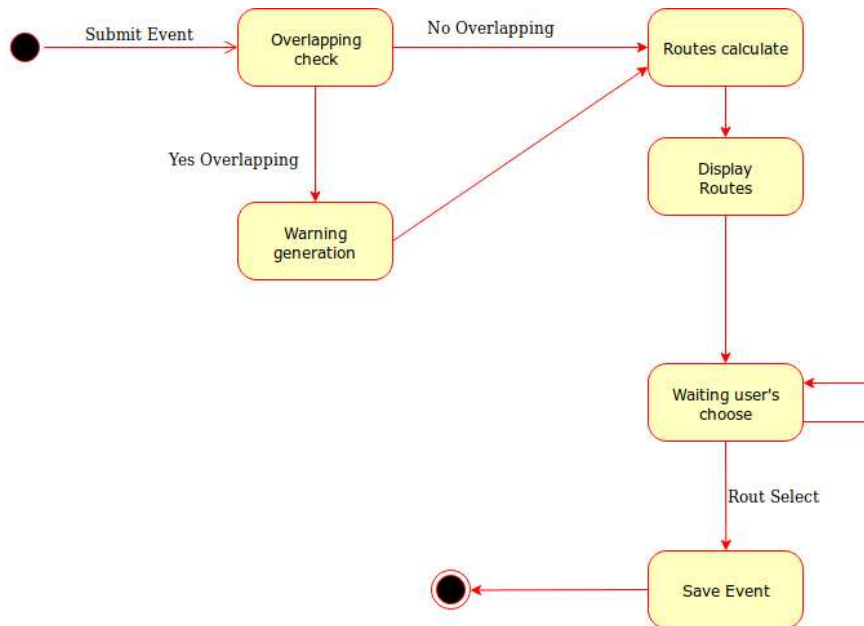 Submit Event
Overlapping
check
No Overlapping
Routes calculate
Yes Overlapping
Display
Routes
Warning
generation
Waiting user's
choose
Rout Select
Save Event